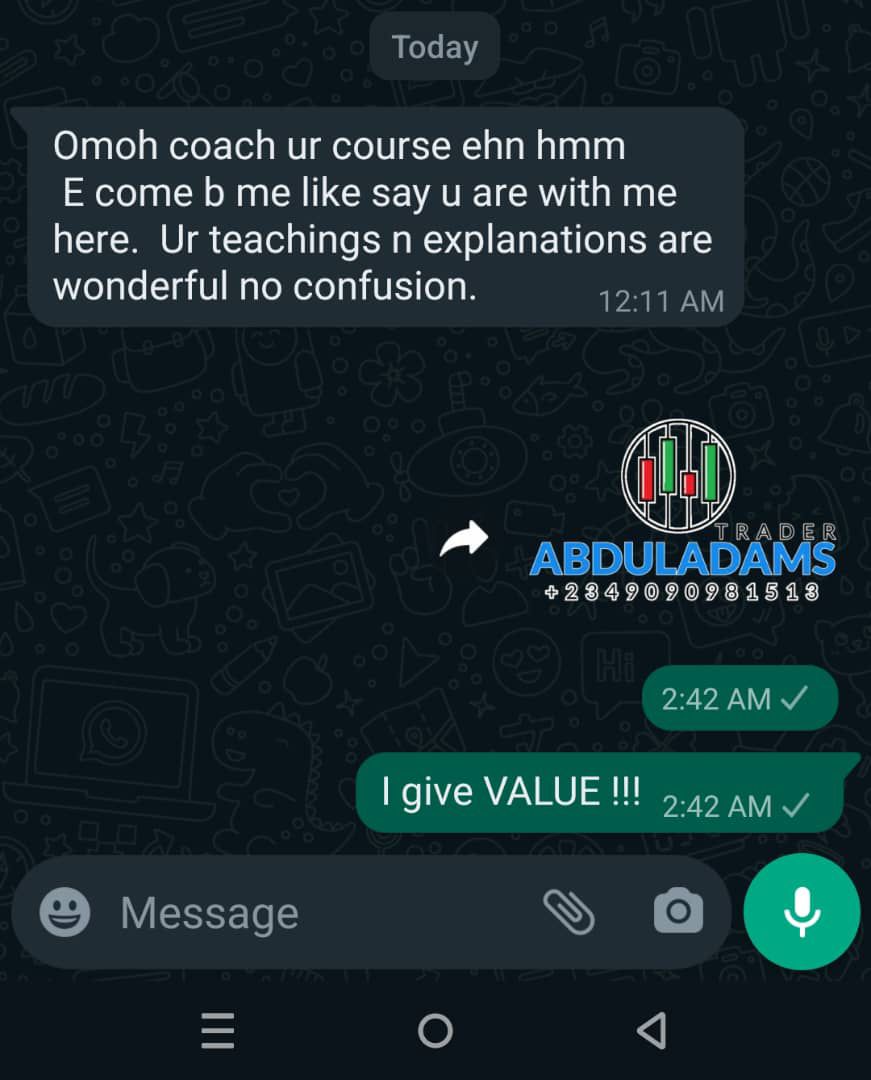 Today
Omoh coach ur course ehn hmm
E come b me like say u are with me
here. Ur teachings n explanations are
wonderful no confusion.
12:11 AM
TRADER
ABDULADAMS
+2349090981513
Hi
2:42 AM
I give VALUE !!! 2:42 AM
Message